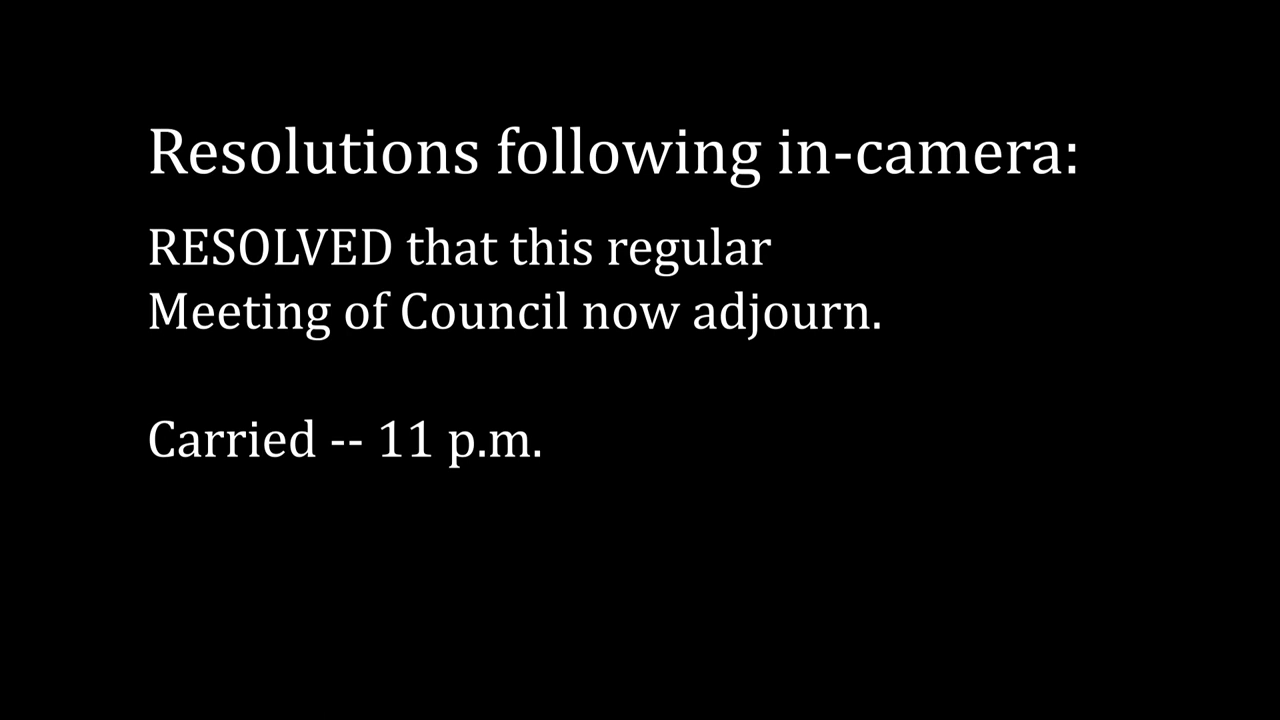 Resolutions following in-camera:
RESOLVED that this regular
Meeting of Council now adjourn.
Carried -- 11 p.m.